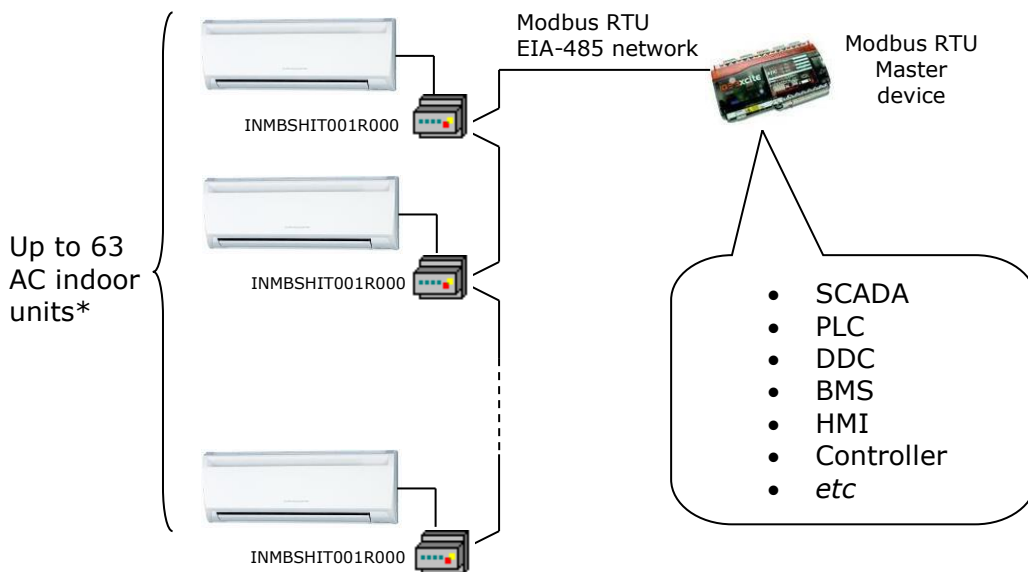 Modbus RTU
EIA-485 network
Modbus RTU
Master
device
INMBSHIT001R000
INMBSHIT001R000
Up to 63
AC indoor
units*
• SCADA
• PLC
• DDC
• BMS
• HMI
• Controller
• etc
INMBSHIT001R000